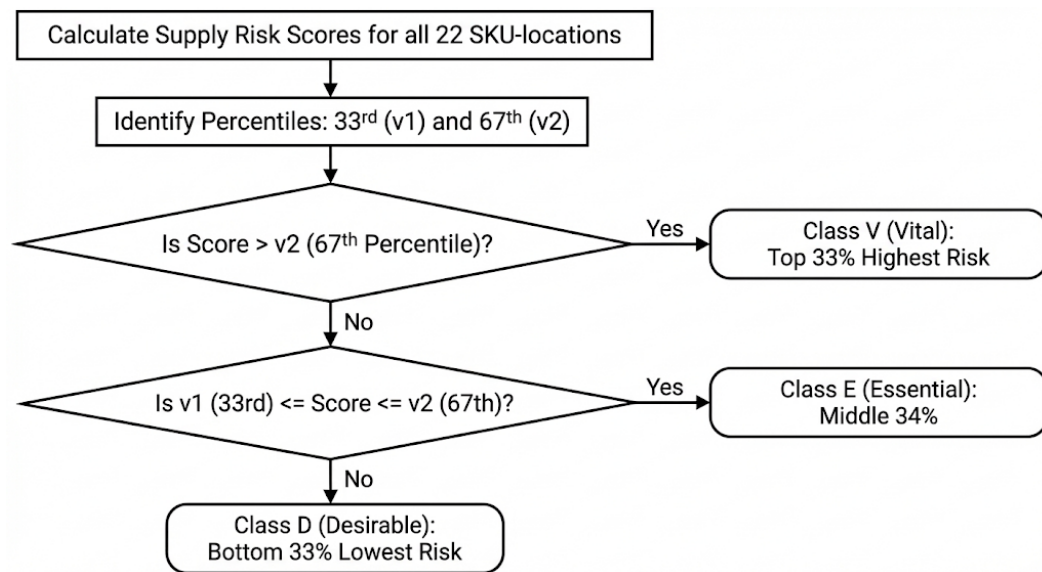 Calculate Supply Risk Scores for all 22 SKU-locations
Identify Percentiles: 33rd (v1) and 67th (v2)
Is Score > v2 (67th Percentile)?
Yes
Class V (Vital):
Top 33% Highest Risk
No
Is v1 (33rd) <= Score <= v2 (67th)?
Yes
Class E (Essential):
Middle 34%
No
Class D (Desirable):
Bottom 33% Lowest Risk